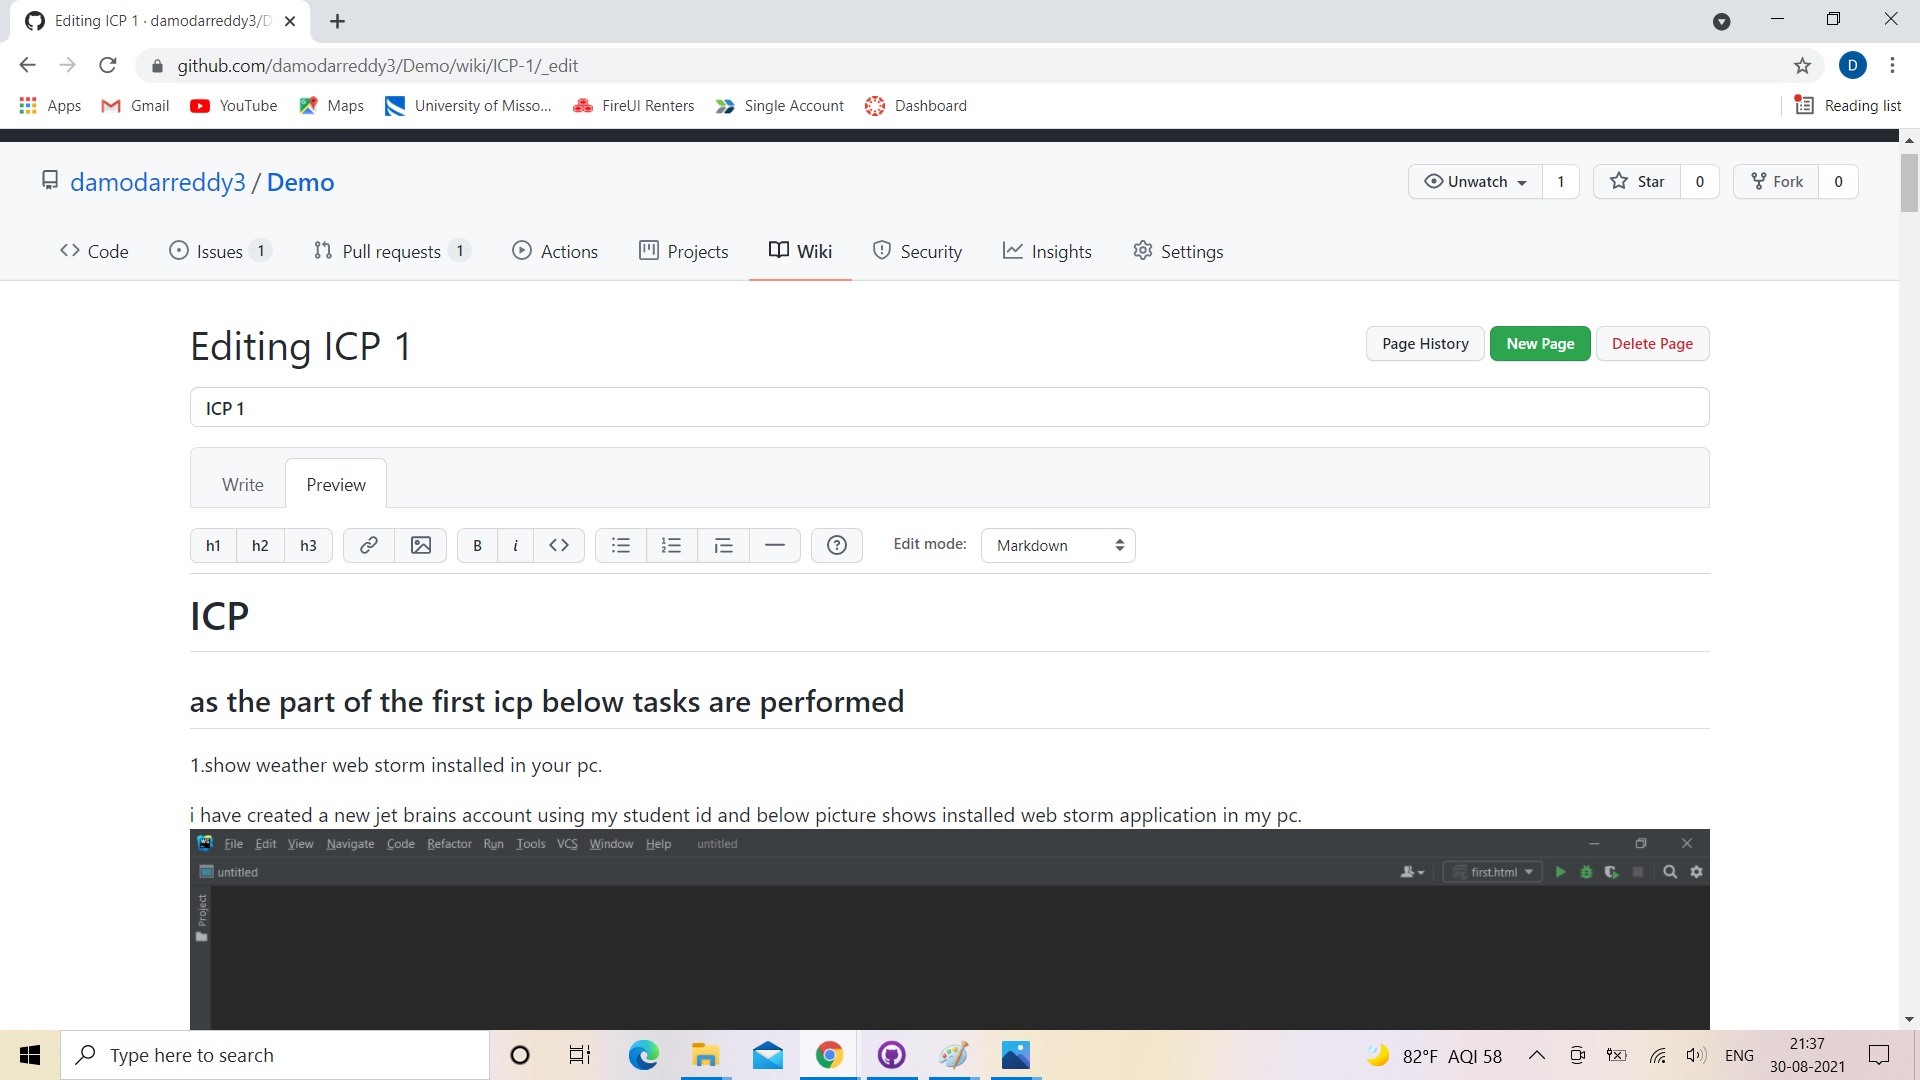 Editing ICP 1 · damodarreddy3/D
github.com/damodarreddy3/Demo/wiki/ICP-1/_edit
D
Apps Gmail YouTube Maps University of Misso... FireUI Renters Single Account Dashboard Reading list
damodarreddy3 / Demo
Unwatch 1 Star 0 Fork 0
Code Issues 1 Pull requests 1 Actions Projects Wiki Security Insights Settings
Editing ICP 1
Page History New Page Delete Page
ICP 1
Write Preview
h1 h2 h3 B i Edit mode: Markdown
ICP
as the part of the first icp below tasks are performed
1.show weather web storm installed in your pc.
i have created a new jet brains account using my student id and below picture shows installed web storm application in my pc.
File Edit View Navigate Code Refactor Run Tools VCS Window Help untitled
untitled first.html
Project
Type here to search
82°F AQI 58 ENG
21:37
30-08-2021